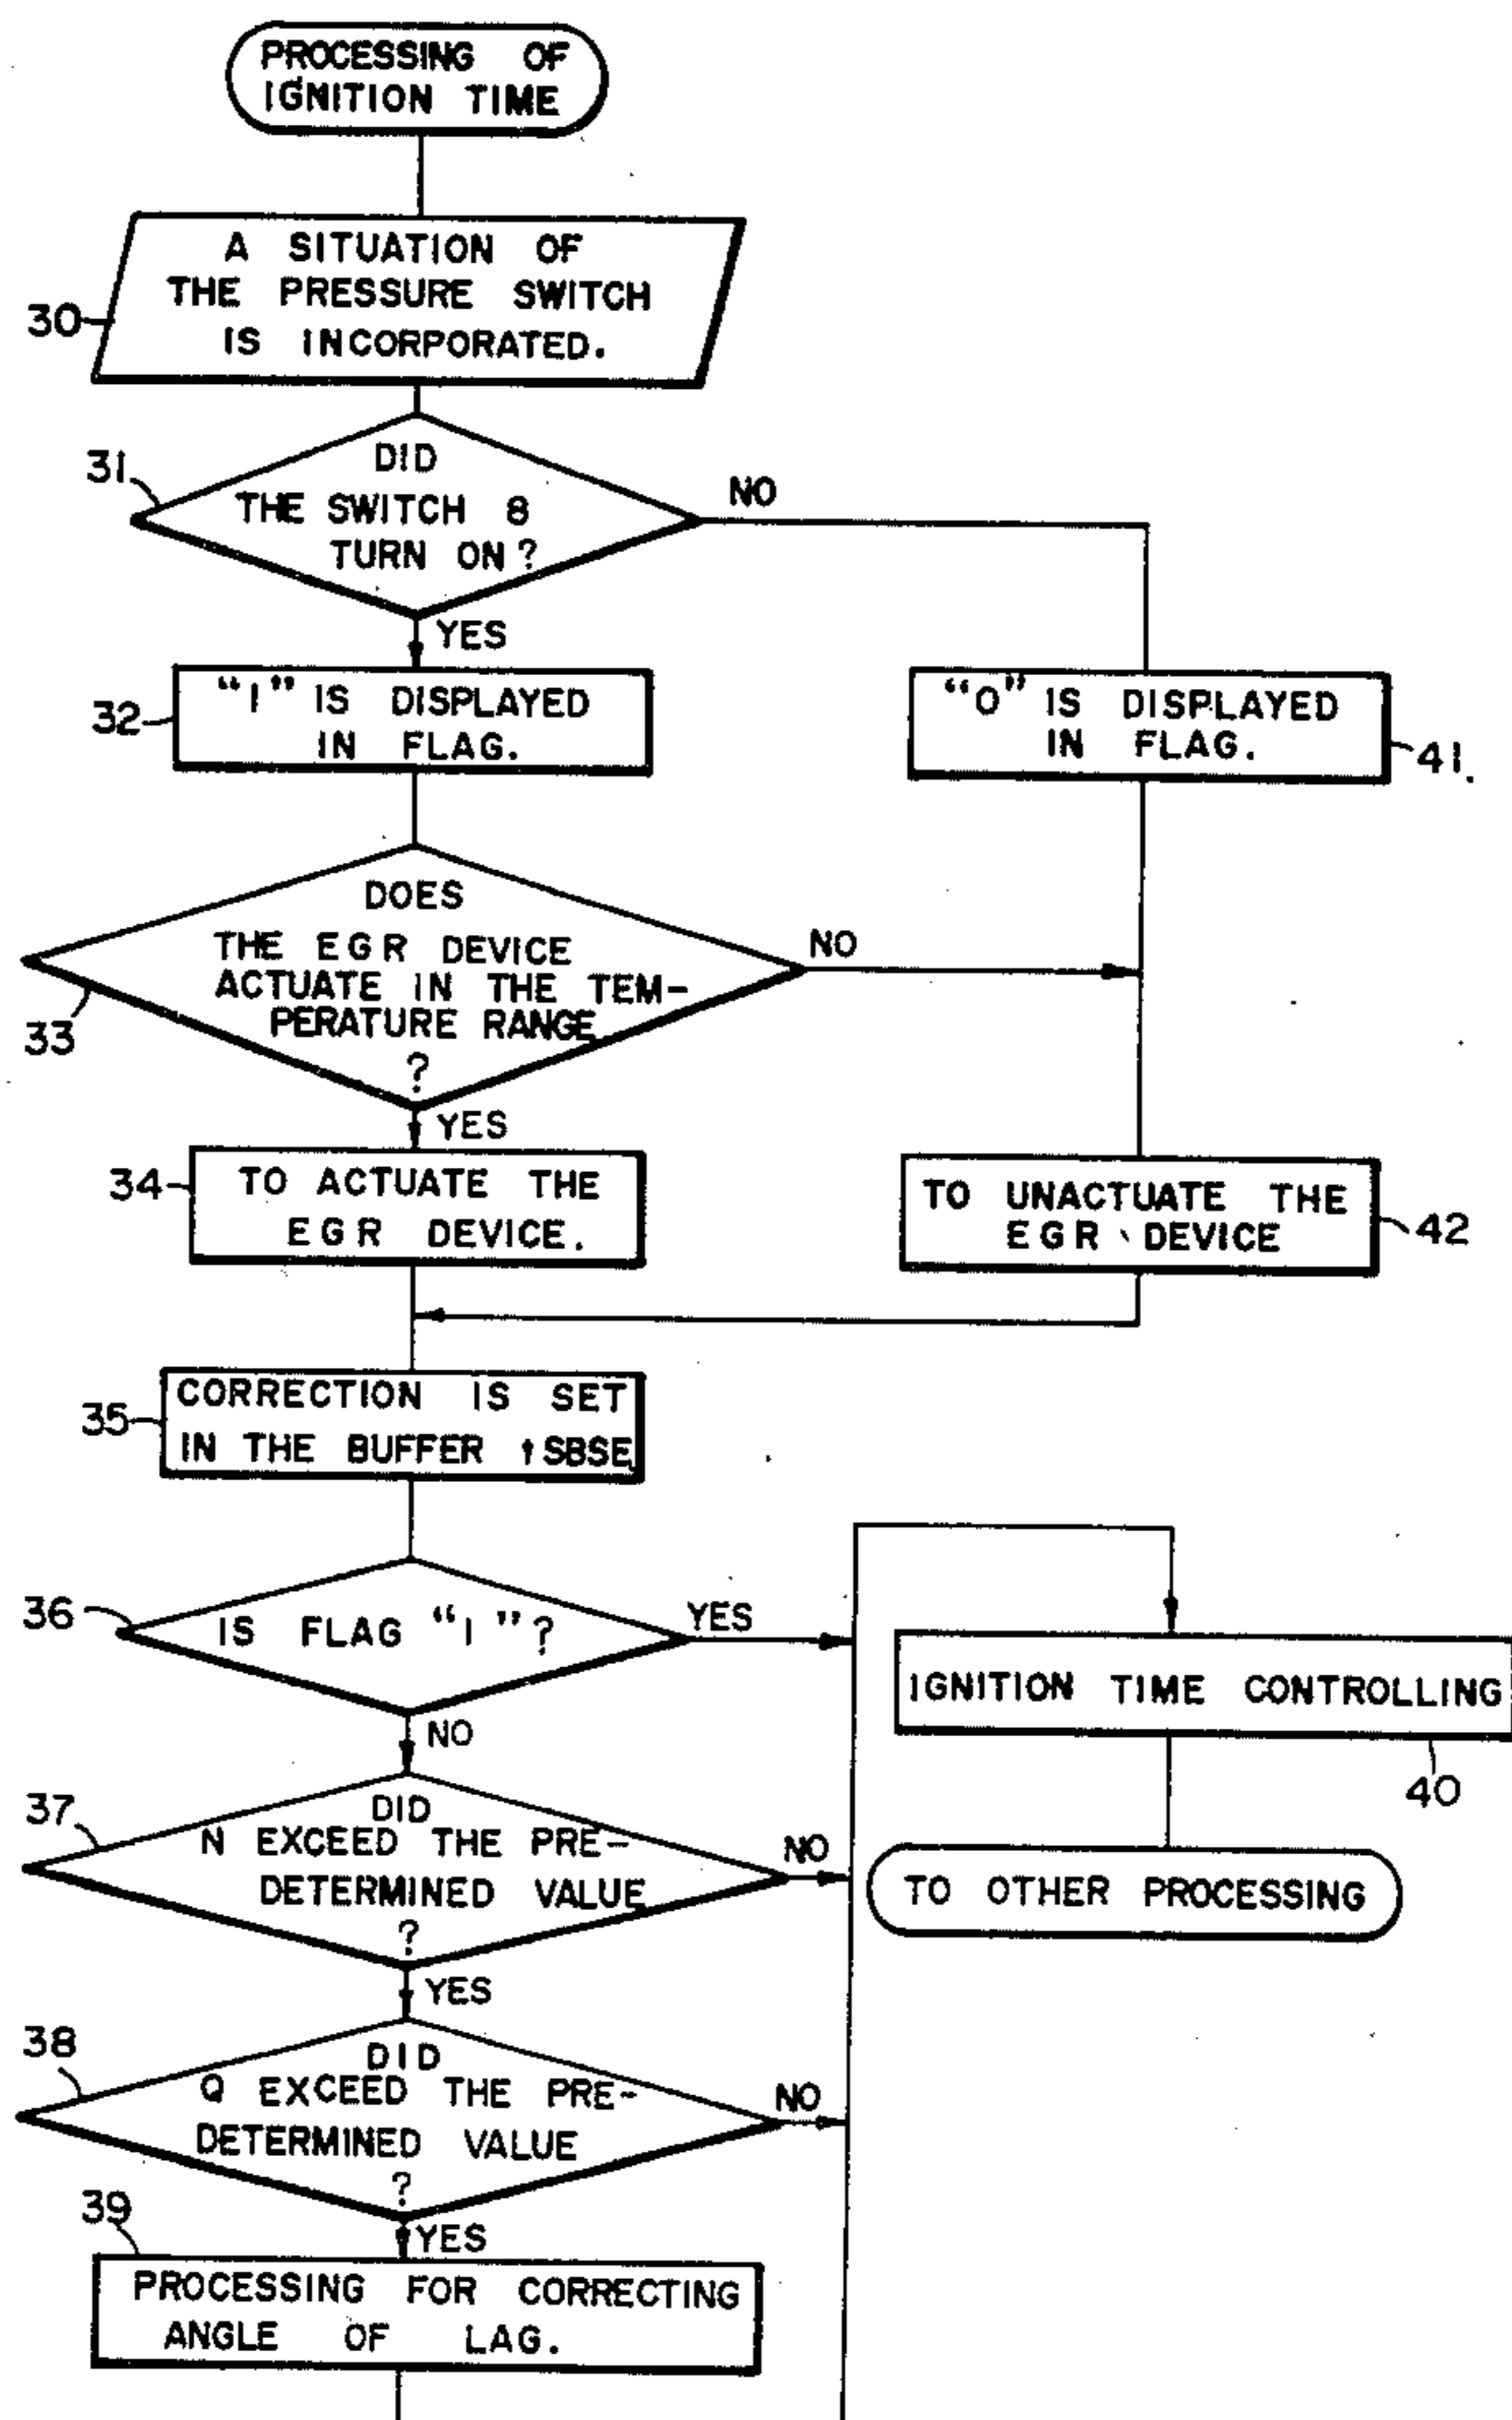 PROCESSING OF
IGNITION TIME
A SITUATION OF
THE PRESSURE SWITCH
IS INCORPORATED.
30
31
DID
THE SWITCH 8
TURN ON?
NO
YES
32
"1" IS DISPLAYED
IN FLAG.
"0" IS DISPLAYED
IN FLAG.
41.
DOES
THE EGR DEVICE
ACTUATE IN THE TEM-
PERATURE RANGE
?
33
NO
YES
34
TO ACTUATE THE
EGR DEVICE.
TO UNACTUATE THE
EGR DEVICE
42
35
CORRECTION IS SET
IN THE BUFFER tSBSE
36
IS FLAG "1"?
YES
NO
IGNITION TIME CONTROLLING
40
37
DID
N EXCEED THE PRE-
DETERMINED VALUE
?
NO
YES
TO OTHER PROCESSING
38
DID
Q EXCEED THE PRE-
DETERMINED VALUE
?
NO
YES
39
PROCESSING FOR CORRECTING
ANGLE OF LAG.